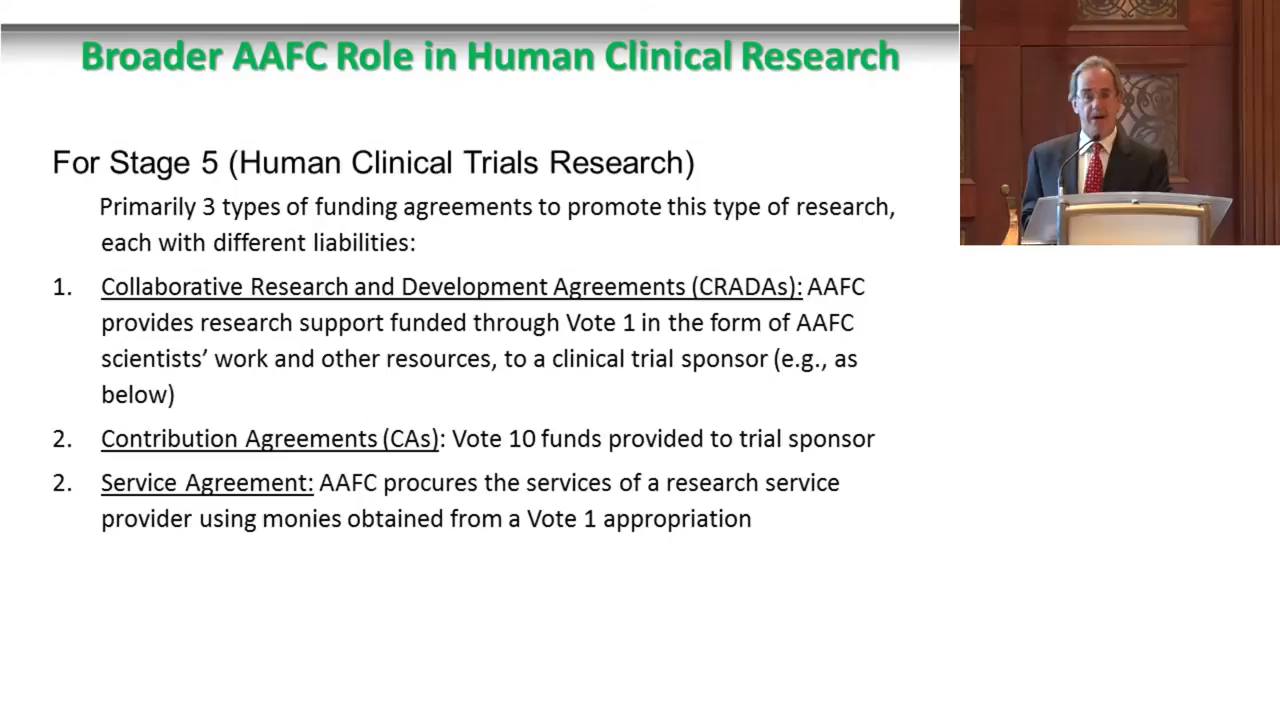 Broader AAFC Role in Human Clinical Research
For Stage 5 (Human Clinical Trials Research)
Primarily 3 types of funding agreements to promote this type of research,
each with different liabilities:
1. Collaborative Research and Development Agreements (CRADAs): AAFC
provides research support funded through Vote 1 in the form of AAFC
scientists’ work and other resources, to a clinical trial sponsor (e.g., as
below)
2. Contribution Agreements (CAs): Vote 10 funds provided to trial sponsor
2. Service Agreement: AAFC procures the services of a research service
provider using monies obtained from a Vote 1 appropriation